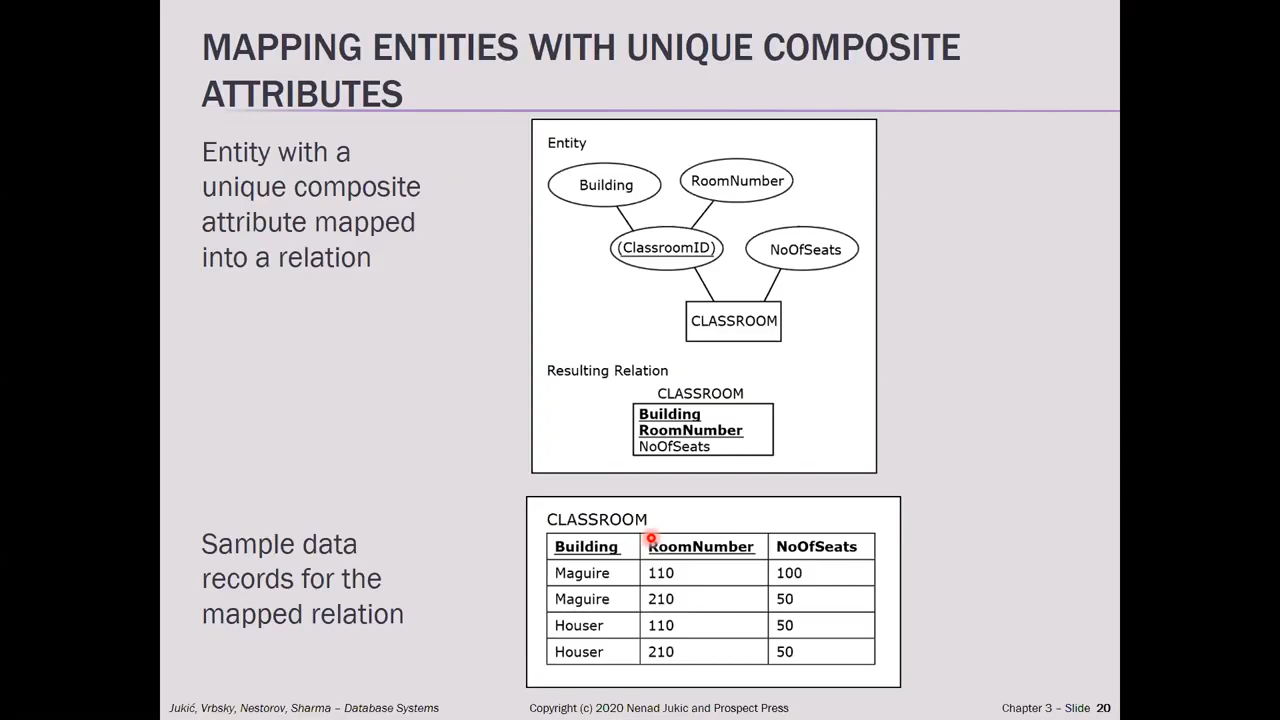 MAPPING ENTITIES WITH UNIQUE COMPOSITE
ATTRIBUTES
Entity with a
unique composite
attribute mapped
into a relation
Entity
Building
RoomNumber
(ClassroomID)
NoOfSeats
CLASSROOM
Resulting Relation
CLASSROOM
Building
RoomNumber
NoOfSeats
Sample data
records for the
mapped relation
CLASSROOM
Building RoomNumber NoOfSeats
Maguire 110 100
Maguire 210 50
Houser 110 50
Houser 210 50
Jukić, Vrbsky, Nestorov, Sharma – Database Systems
Copyright (c) 2020 Nenad Jukic and Prospect Press
Chapter 3 – Slide 20